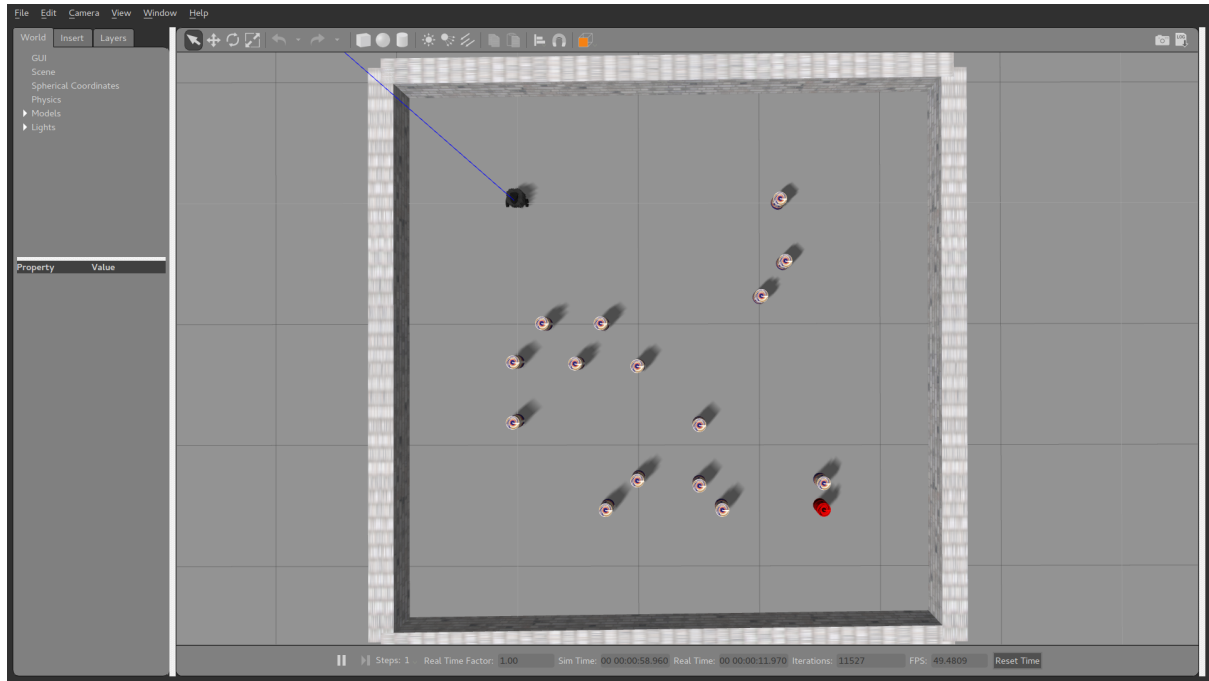 File Edit Camera View Window Help
World Insert Layers
GUI
Scene
Spherical Coordinates
Physics
Models
Lights
Property Value
Steps: 1 Real Time Factor: 1.00 Sim Time: 00 00:00:58.960 Real Time: 00 00:00:11.970 Iterations: 11527 FPS: 49.4809 Reset Time
LOG